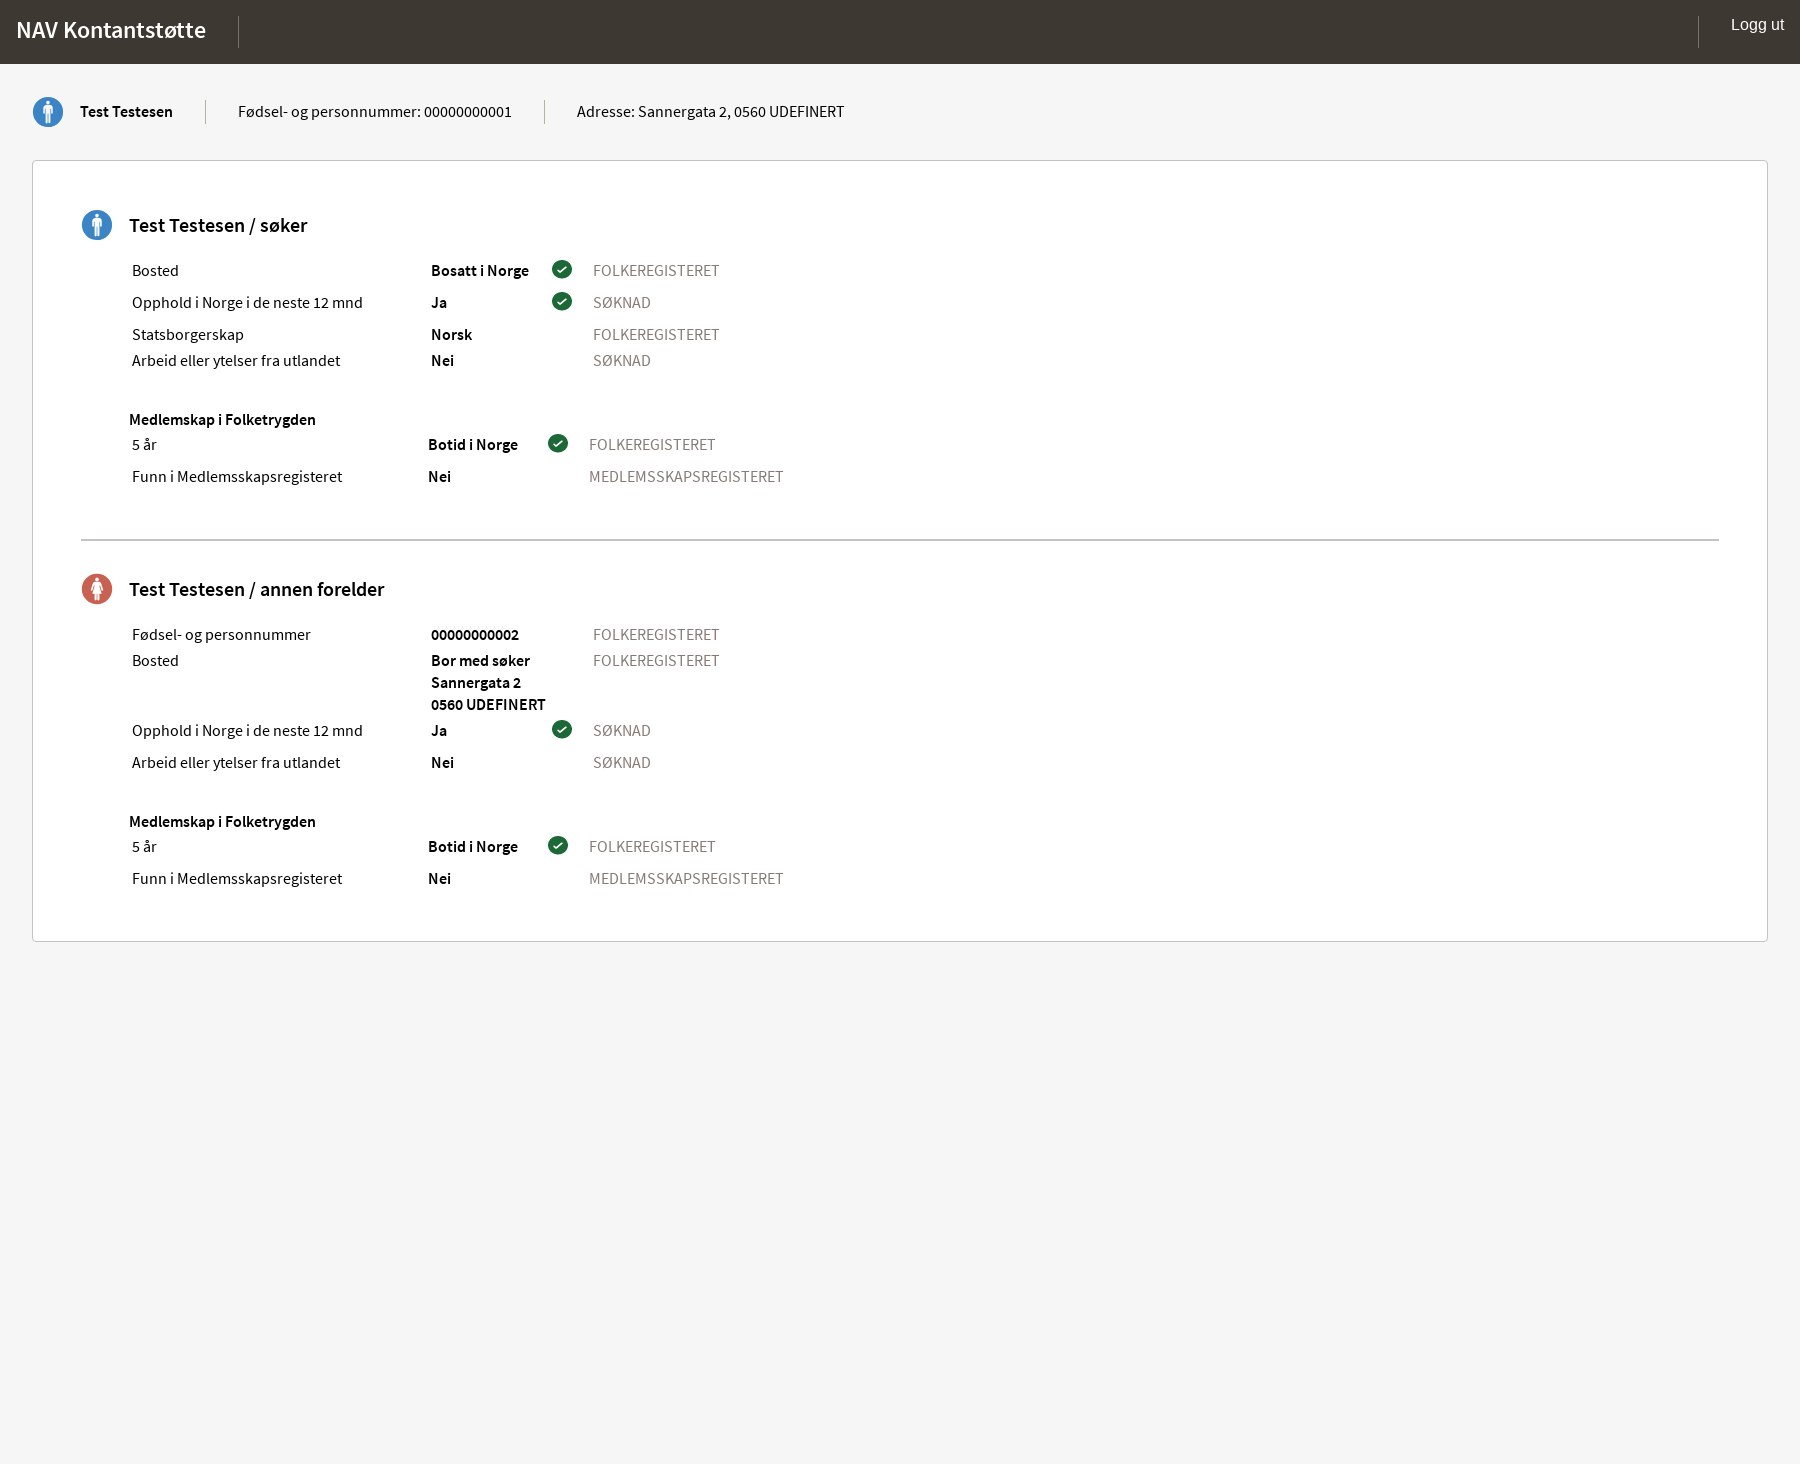 NAV Kontantstøtte
Logg ut
Test Testesen
Fødsel- og personnummer: 00000000001
Adresse: Sannergata 2, 0560 UDEFINERT
Test Testesen / søker
Bosted Bosatt i Norge FOLKEREGISTERET
Opphold i Norge i de neste 12 mnd Ja SØKNAD
Statsborgerskap Norsk FOLKEREGISTERET
Arbeid eller ytelser fra utlandet Nei SØKNAD
Medlemskap i Folketrygden
5 år Botid i Norge FOLKEREGISTERET
Funn i Medlemsskapsregisteret Nei MEDLEMSSKAPSREGISTERET
Test Testesen / annen forelder
Fødsel- og personnummer 00000000002 FOLKEREGISTERET
Bosted Bor med søker FOLKEREGISTERET
Sannergata 2
0560 UDEFINERT
Opphold i Norge i de neste 12 mnd Ja SØKNAD
Arbeid eller ytelser fra utlandet Nei SØKNAD
Medlemskap i Folketrygden
5 år Botid i Norge FOLKEREGISTERET
Funn i Medlemsskapsregisteret Nei MEDLEMSSKAPSREGISTERET